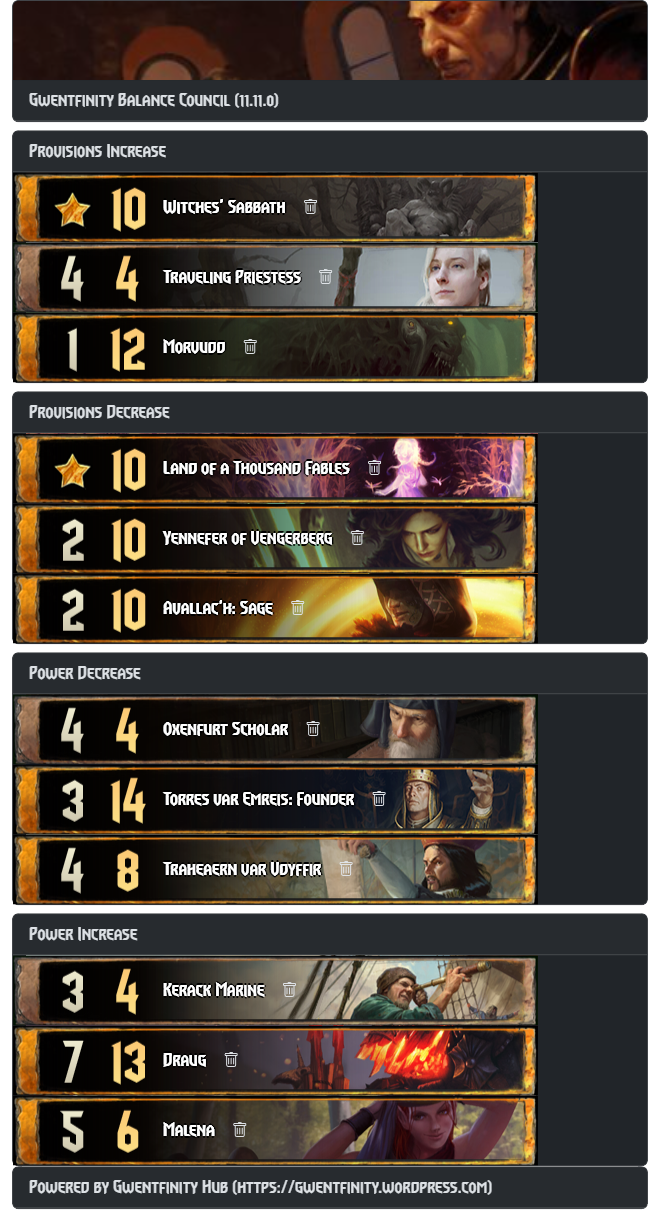 Gwentfinity Balance Council (11.11.0)
Provisions Increase
10 Witches' Sabbath
4 4 Traveling Priestess
1 12 Morvudd
Provisions Decrease
10 Land of a Thousand Fables
2 10 Yennefer of Vengerberg
2 10 Avallac'h: Sage
Power Decrease
4 4 Oxenfurt Scholar
3 14 Torres var Emreis: Founder
4 8 Traheaern var Vdyffir
Power Increase
3 4 Kerack Marine
7 13 Draug
5 6 Malena
Powered by Gwentfinity Hub (https://gwentfinity.wordpress.com)